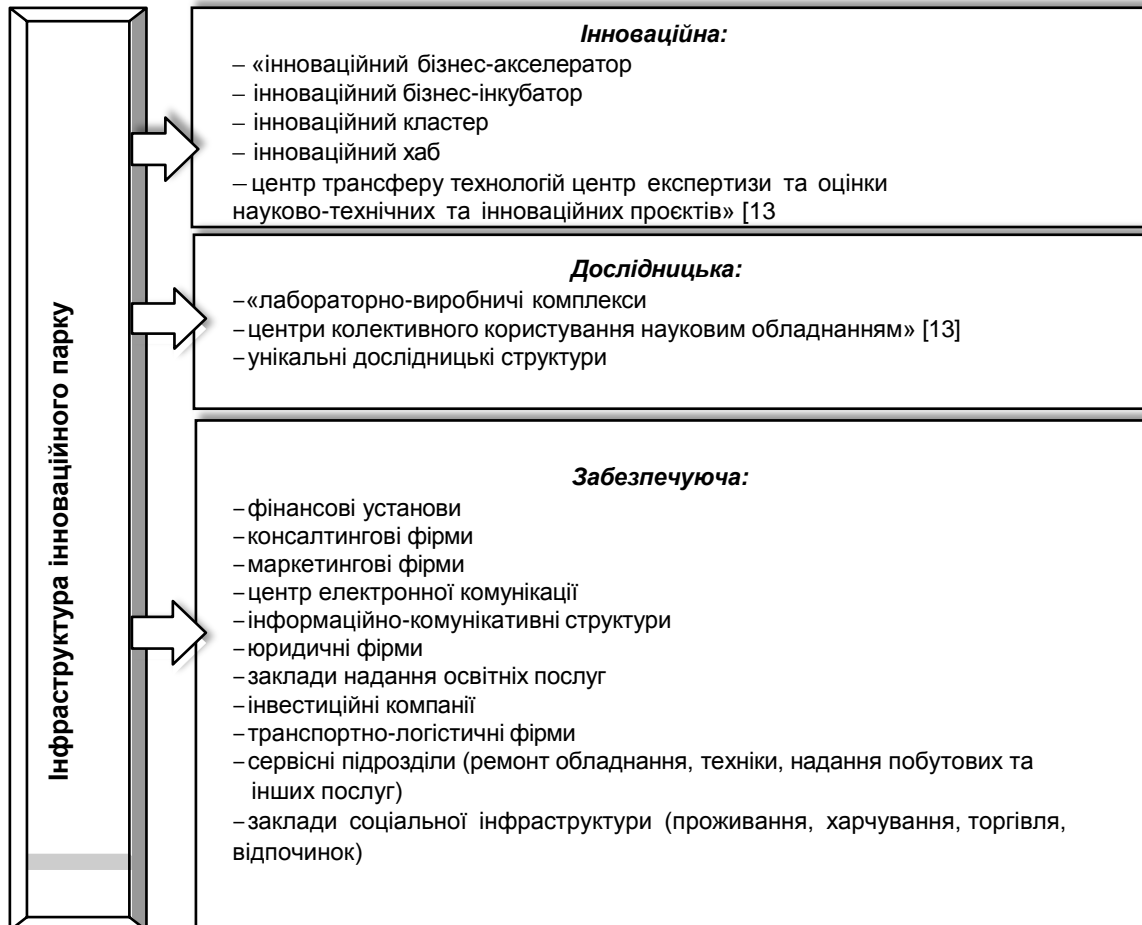 Інфраструктура інноваційного парку
Інноваційна:
– «інноваційний бізнес-акселератор
– інноваційний бізнес-інкубатор
– інноваційний кластер
– інноваційний хаб
– центр трансферу технологій центр експертизи та оцінки
науково-технічних та інноваційних проєктів» [13
Дослідницька:
–«лабораторно-виробничі комплекси
–центри колективного користування науковим обладнанням» [13]
–унікальні дослідницькі структури
Забезпечуюча:
–фінансові установи
–консалтингові фірми
–маркетингові фірми
–центр електронної комунікації
–інформаційно-комунікативні структури
–юридичні фірми
–заклади надання освітніх послуг
–інвестиційні компанії
–транспортно-логістичні фірми
–сервісні підрозділи (ремонт обладнання, техніки, надання побутових та
інших послуг)
–заклади соціальної інфраструктури (проживання, харчування, торгівля,
відпочинок)